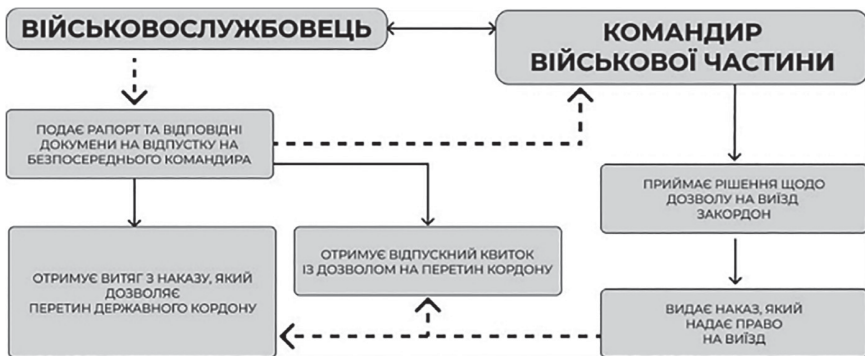 ВІЙСЬКОВОСЛУЖБОВЕЦЬ
КОМАНДИР
ВІЙСЬКОВОЇ ЧАСТИНИ
ПОДАЄ РАПОРТ ТА ВІДПОВІДНІ
ДОКУМЕНИ НА ВІДПУСТКУ НА
БЕЗПОСЕРЕДНЬОГО КОМАНДИРА
ПРИЙМАЄ РІШЕННЯ ЩОДО
ДОЗВОЛУ НА ВИЇЗД
ЗАКОРДОН
ОТРИМУЄ ВИТЯГ З НАКАЗУ, ЯКИЙ
ДОЗВОЛЯЄ
ПЕРЕТИН ДЕРЖАВНОГО КОРДОНУ
ОТРИМУЄ ВІДПУСКНИЙ КВИТОК
ІЗ ДОЗВОЛОМ НА ПЕРЕТИН КОРДОНУ
ВИДАЄ НАКАЗ, ЯКИЙ
НАДАЄ ПРАВО
НА ВИЇЗД